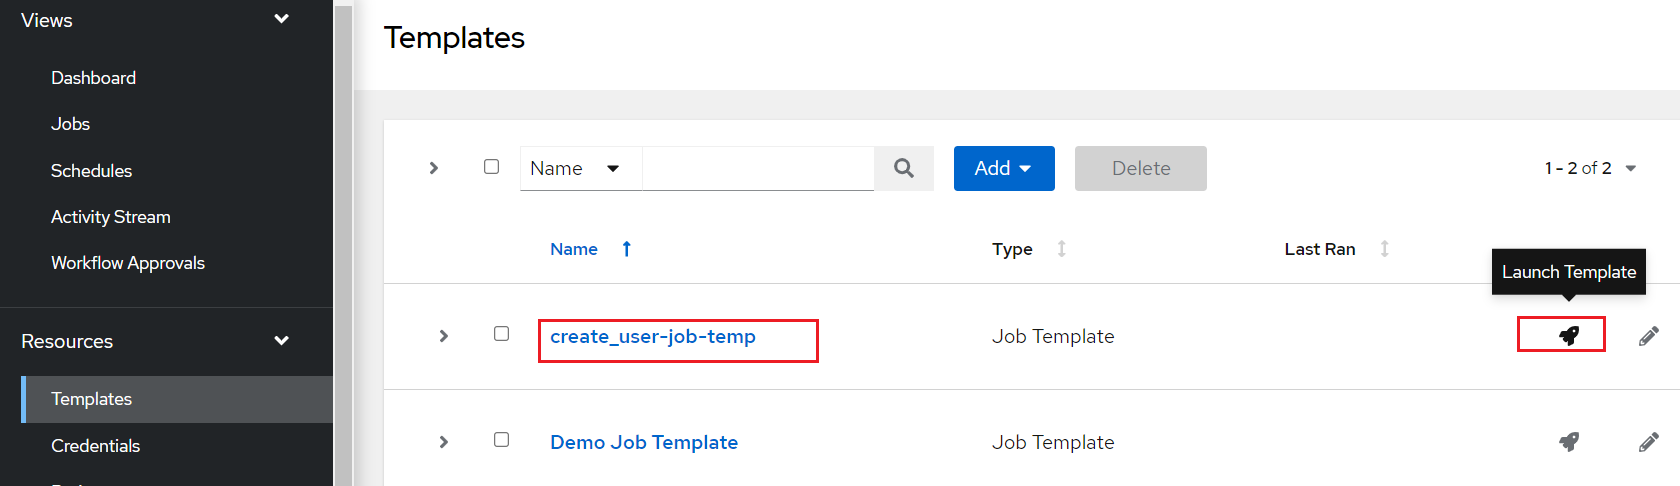 Views
Dashboard
Jobs
Schedules
Activity Stream
Workflow Approvals
Resources
Templates
Credentials
Templates
Name
Add
Delete
1 - 2 of 2
Name Type Last Ran
Launch Template
create_user-job-temp Job Template
Demo Job Template Job Template